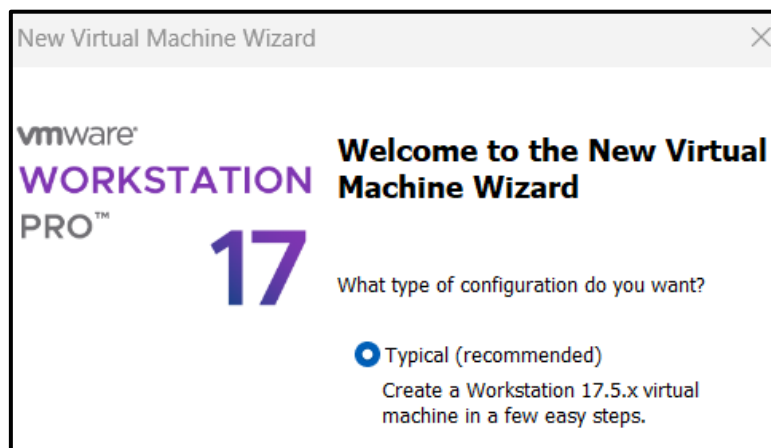 New Virtual Machine Wizard
vmware®
WORKSTATION
PRO™
17
Welcome to the New Virtual
Machine Wizard
What type of configuration do you want?
Typical (recommended)
Create a Workstation 17.5.x virtual
machine in a few easy steps.